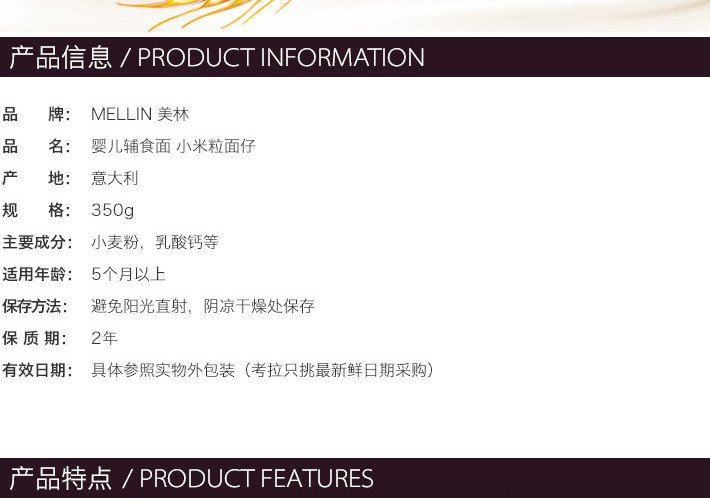 产品信息 / PRODUCT INFORMATION
品 牌： MELLIN 美林
品 名： 婴儿辅食面 小米粒面仔
产 地： 意大利
规 格： 350g
主要成分： 小麦粉，乳酸钙等
适用年龄： 5个月以上
保存方法： 避免阳光直射，阴凉干燥处保存
保 质 期： 2年
有效日期： 具体参照实物外包装（考拉只挑最新鲜日期采购）
产品特点 / PRODUCT FEATURES